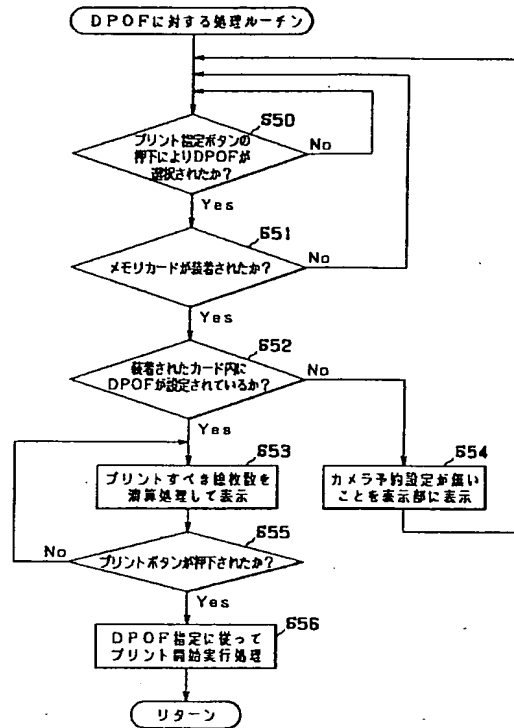 DPOFに対する処理ルーチン
S50
プリント指定ボタンの
押下によりDPOFが
選択されたか?
No
Yes
S51
メモリカードが装着されたか?
No
Yes
S52
装着されたカード内に
DPOFが設定されているか?
No
Yes
S53
プリントすべき総枚数を
演算処理して表示
S54
カメラ予約設定が無い
ことを表示部に表示
S55
プリントボタンが押下されたか?
No
Yes
S56
DPOF指定に従って
プリント開始実行処理
リターン